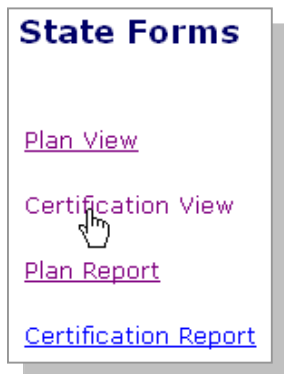 State Forms
Plan View
Certification View
Plan Report
Certification Report